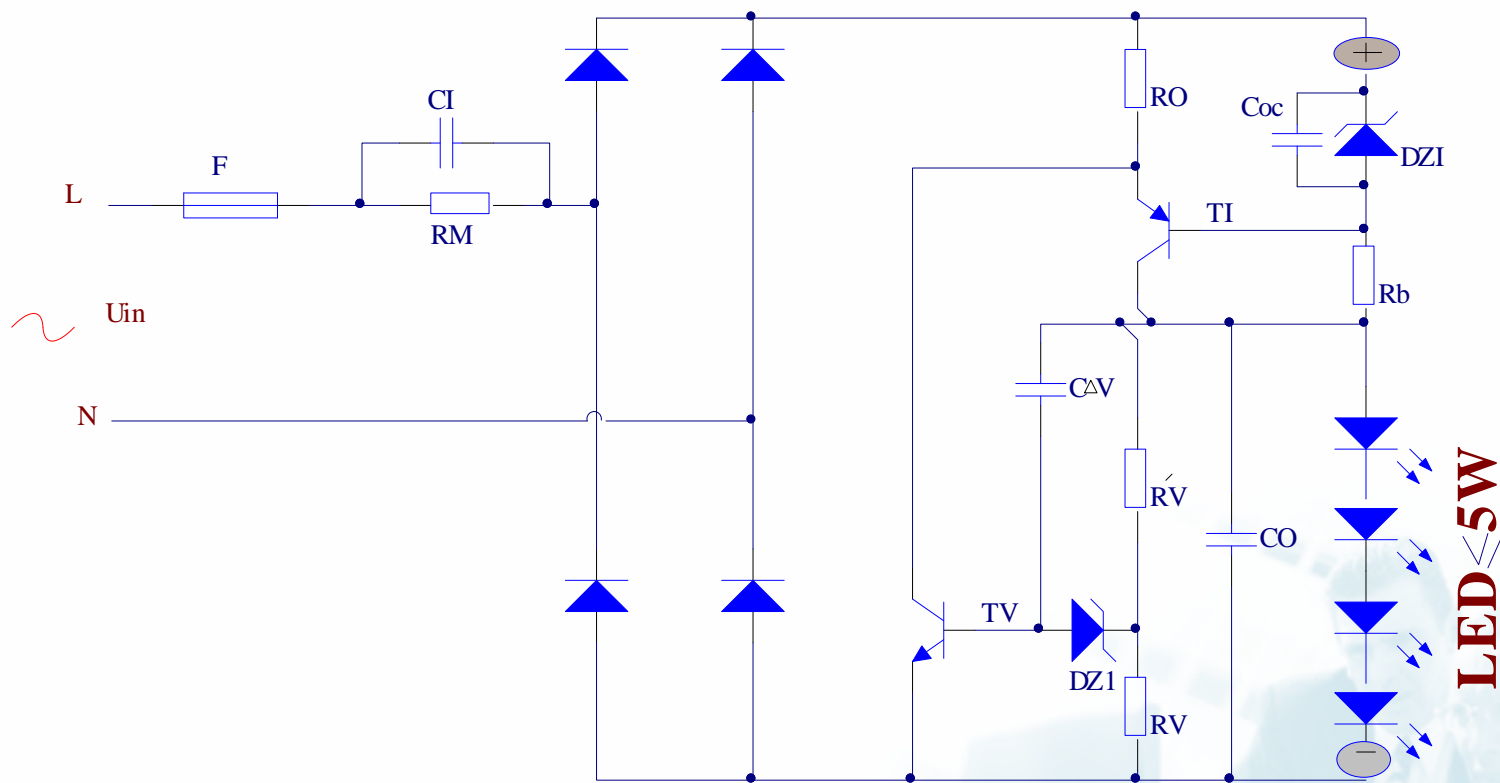 RO
+
CI
Coc
F
DZI
L
TI
RM
Rb
Uin
C△V
N
RV
CO
LED≤5W
TV
DZ1
RV
−